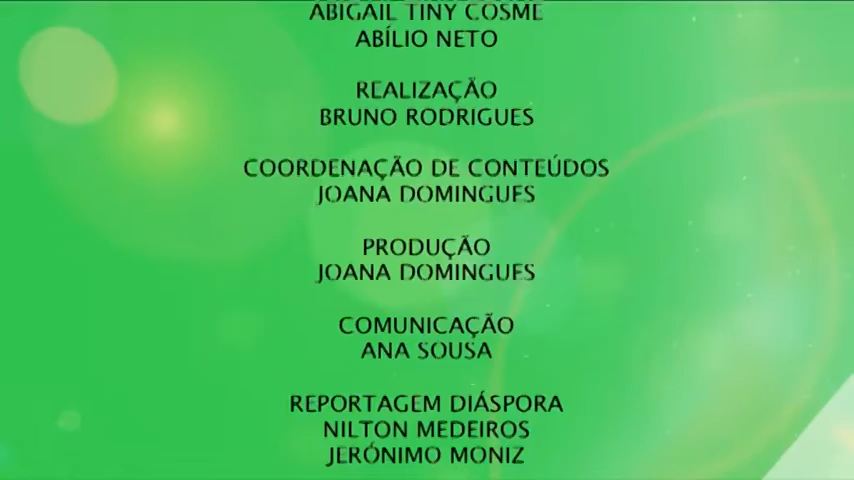 ABIGAIL TINY COSME
ABÍLIO NETO
REALIZAÇÃO
BRUNO RODRIGUES
COORDENAÇÃO DE CONTEÚDOS
JOANA DOMINGUES
PRODUÇÃO
JOANA DOMINGUES
COMUNICAÇÃO
ANA SOUSA
REPORTAGEM DIÁSPORA
NILTON MEDEIROS
JERÓNIMO MONIZ